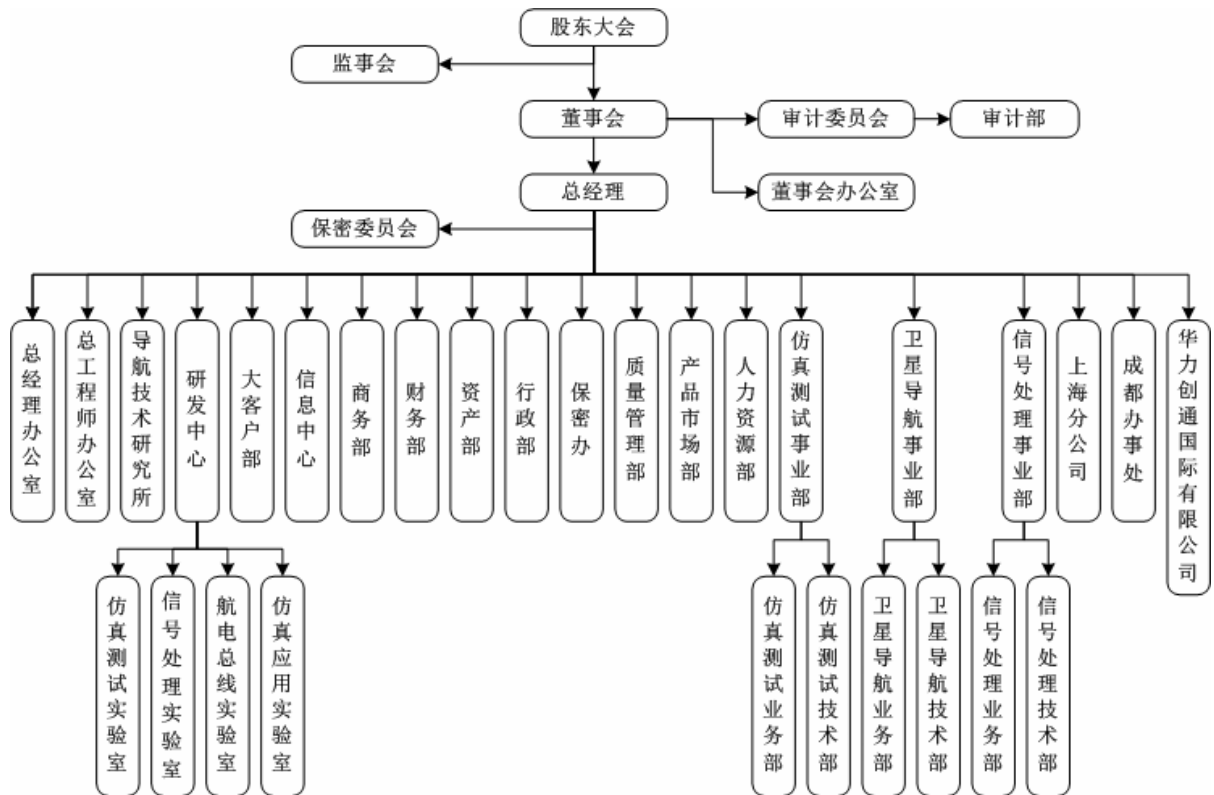 股东大会
监事会
董事会
审计委员会
审计部
总经理
董事会办公室
保密委员会
总经理办公室
总工程师办公室
导航技术研究所
研发中心
大客户部
信息中心
商务部
财务部
资产部
行政部
保密办
质量管理部
产品市场部
人力资源部
仿真测试事业部
卫星导航事业部
信号处理事业部
上海分公司
成都办事处
华力创通国际有限公司
仿真测试实验室
信号处理实验室
航电总线实验室
仿真应用实验室
仿真测试业务部
仿真测试技术部
卫星导航业务部
卫星导航技术部
信号处理业务部
信号处理技术部